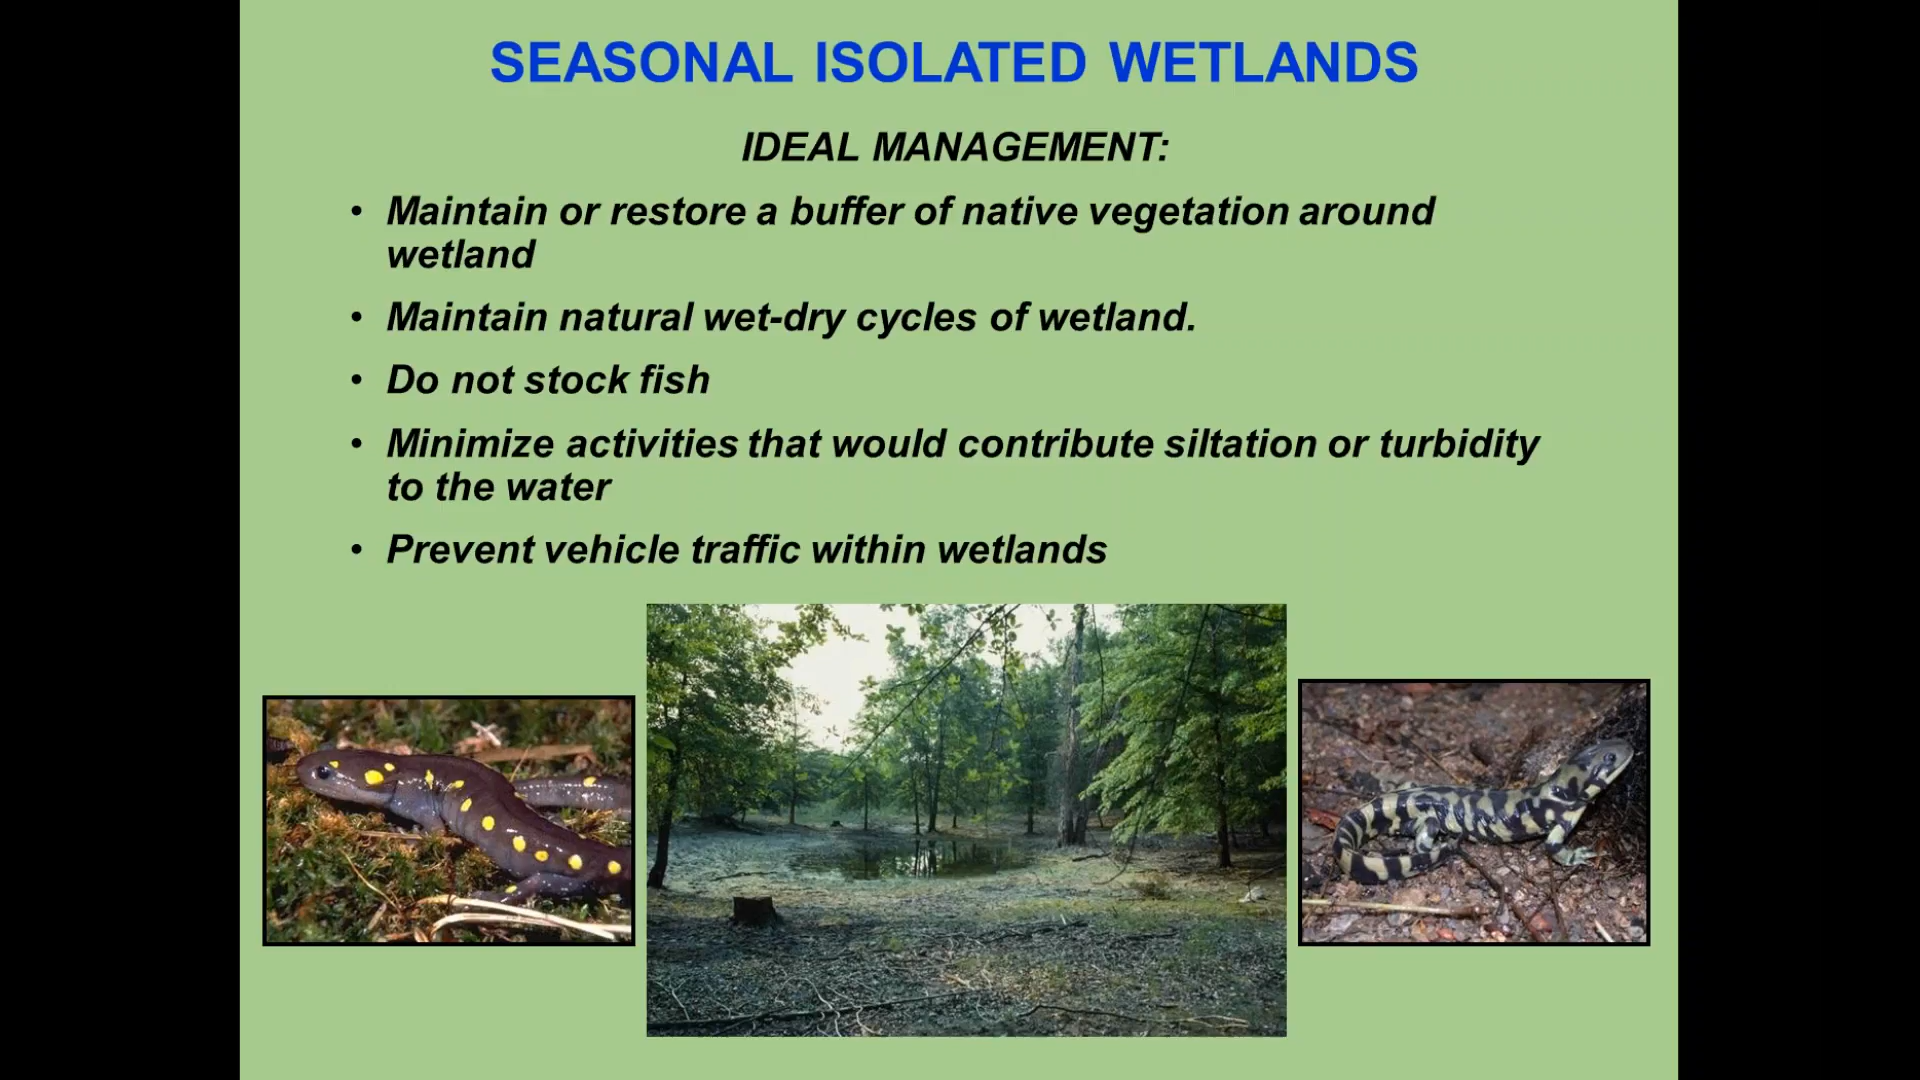 SEASONAL ISOLATED WETLANDS
IDEAL MANAGEMENT:
• Maintain or restore a buffer of native vegetation around
wetland
• Maintain natural wet-dry cycles of wetland.
• Do not stock fish
• Minimize activities that would contribute siltation or turbidity
to the water
• Prevent vehicle traffic within wetlands